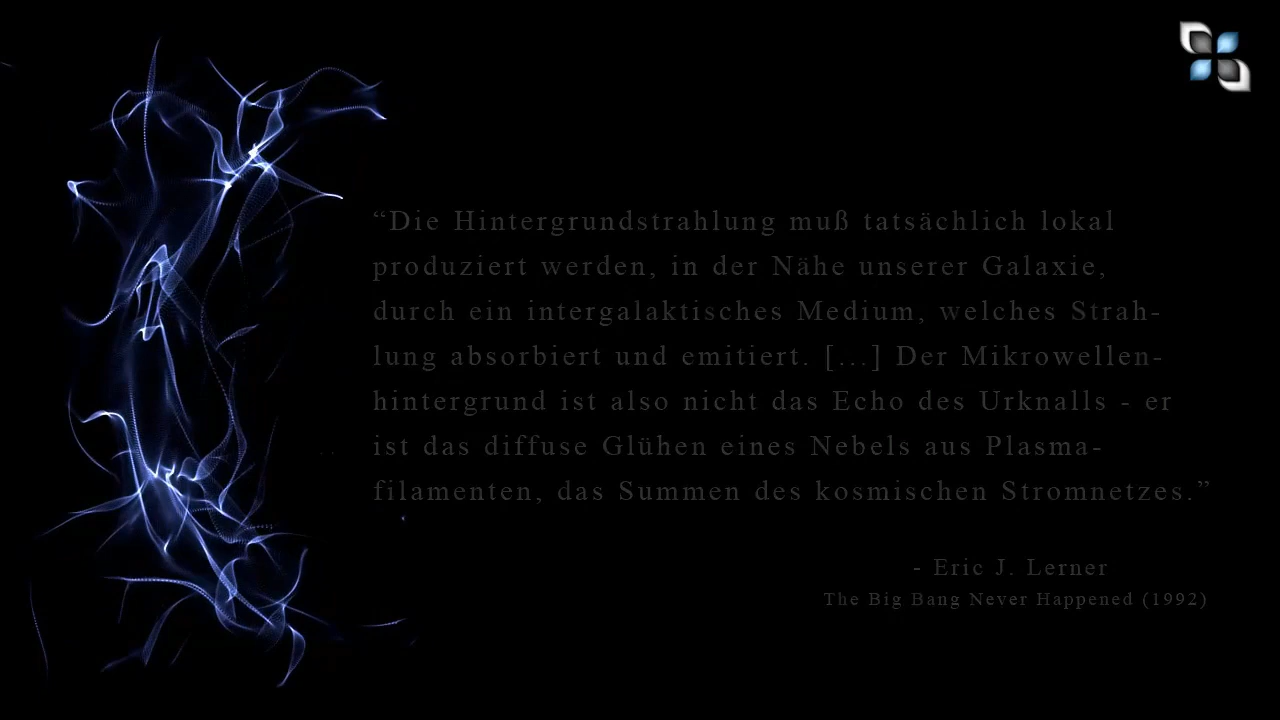 “Die Hintergrundstrahlung muß tatsächlich lokal
produziert werden, in der Nähe unserer Galaxie,
durch ein intergalaktisches Medium, welches Strah-
lung absorbiert und emitiert. [...] Der Mikrowellen-
hintergrund ist also nicht das Echo des Urknalls - er
ist das diffuse Glühen eines Nebels aus Plasma-
filamenten, das Summen des kosmischen Stromnetzes.”
- Eric J. Lerner
The Big Bang Never Happened (1992)